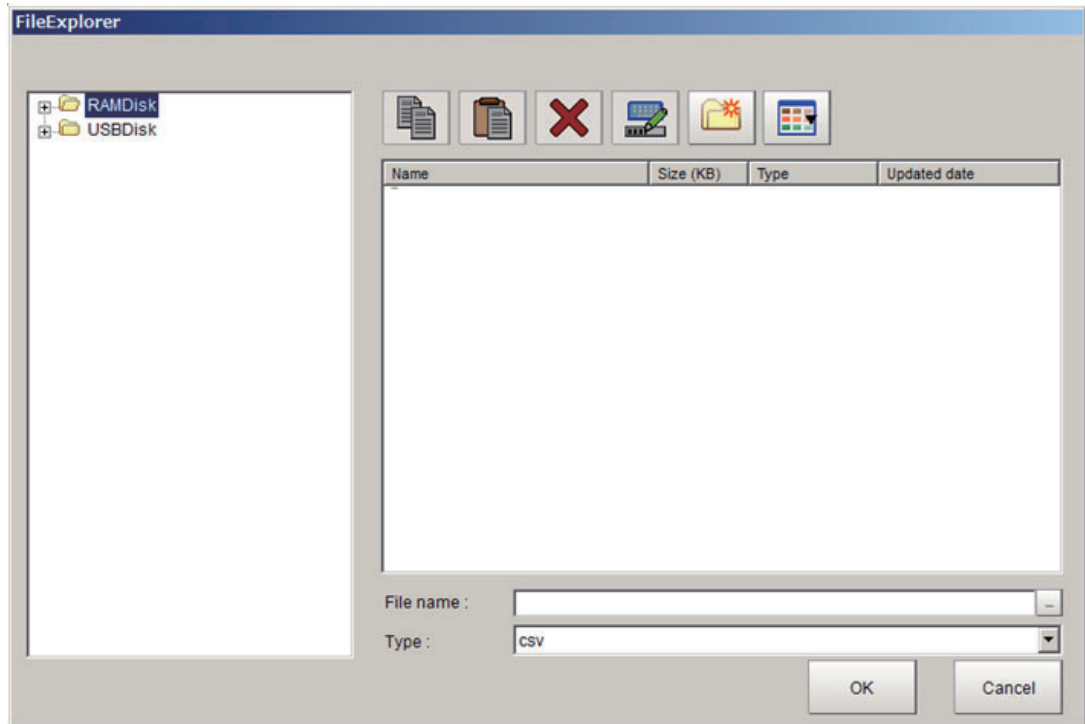 FileExplorer
RAMDisk
USBDisk
Name Size (KB) Type Updated date
File name :
...
Type : csv
OK Cancel